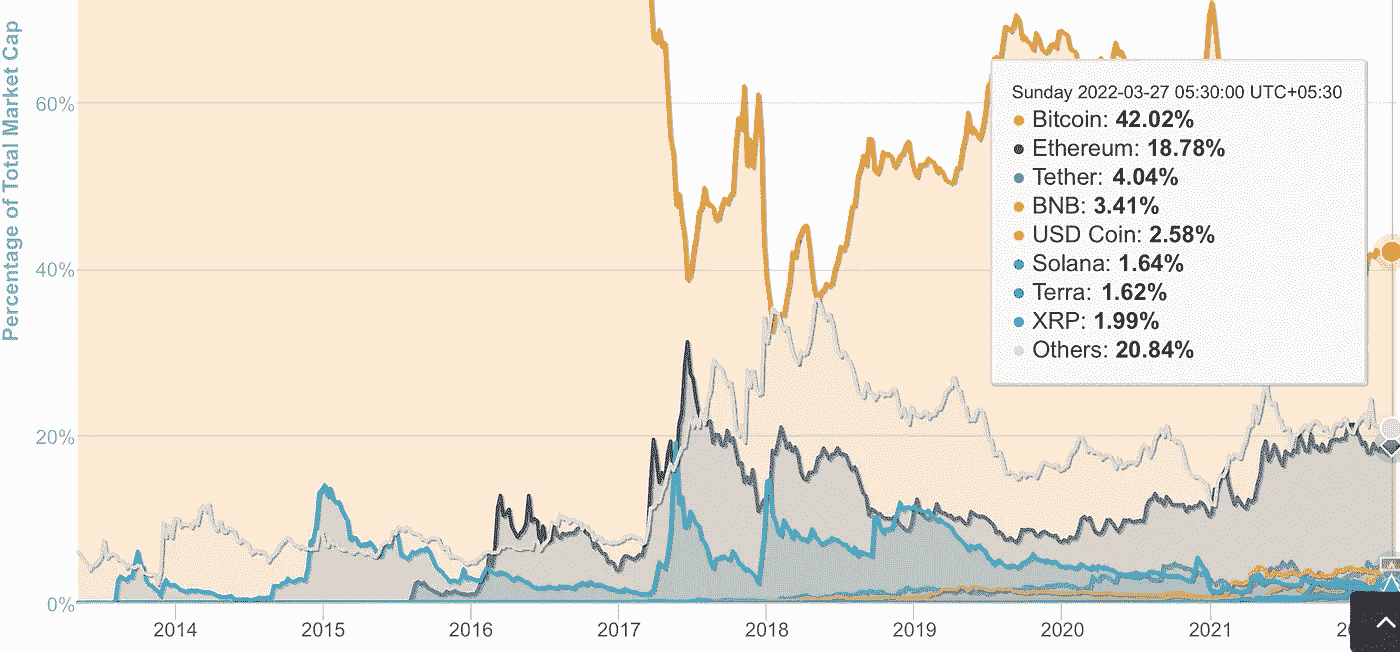 Percentage of Total Market Cap
60%
40%
20%
0%
Sunday 2022-03-27 05:30:00 UTC+05:30
Bitcoin: 42.02%
Ethereum: 18.78%
Tether: 4.04%
BNB: 3.41%
USD Coin: 2.58%
Solana: 1.64%
Terra: 1.62%
XRP: 1.99%
Others: 20.84%
2014 2015 2016 2017 2018 2019 2020 2021